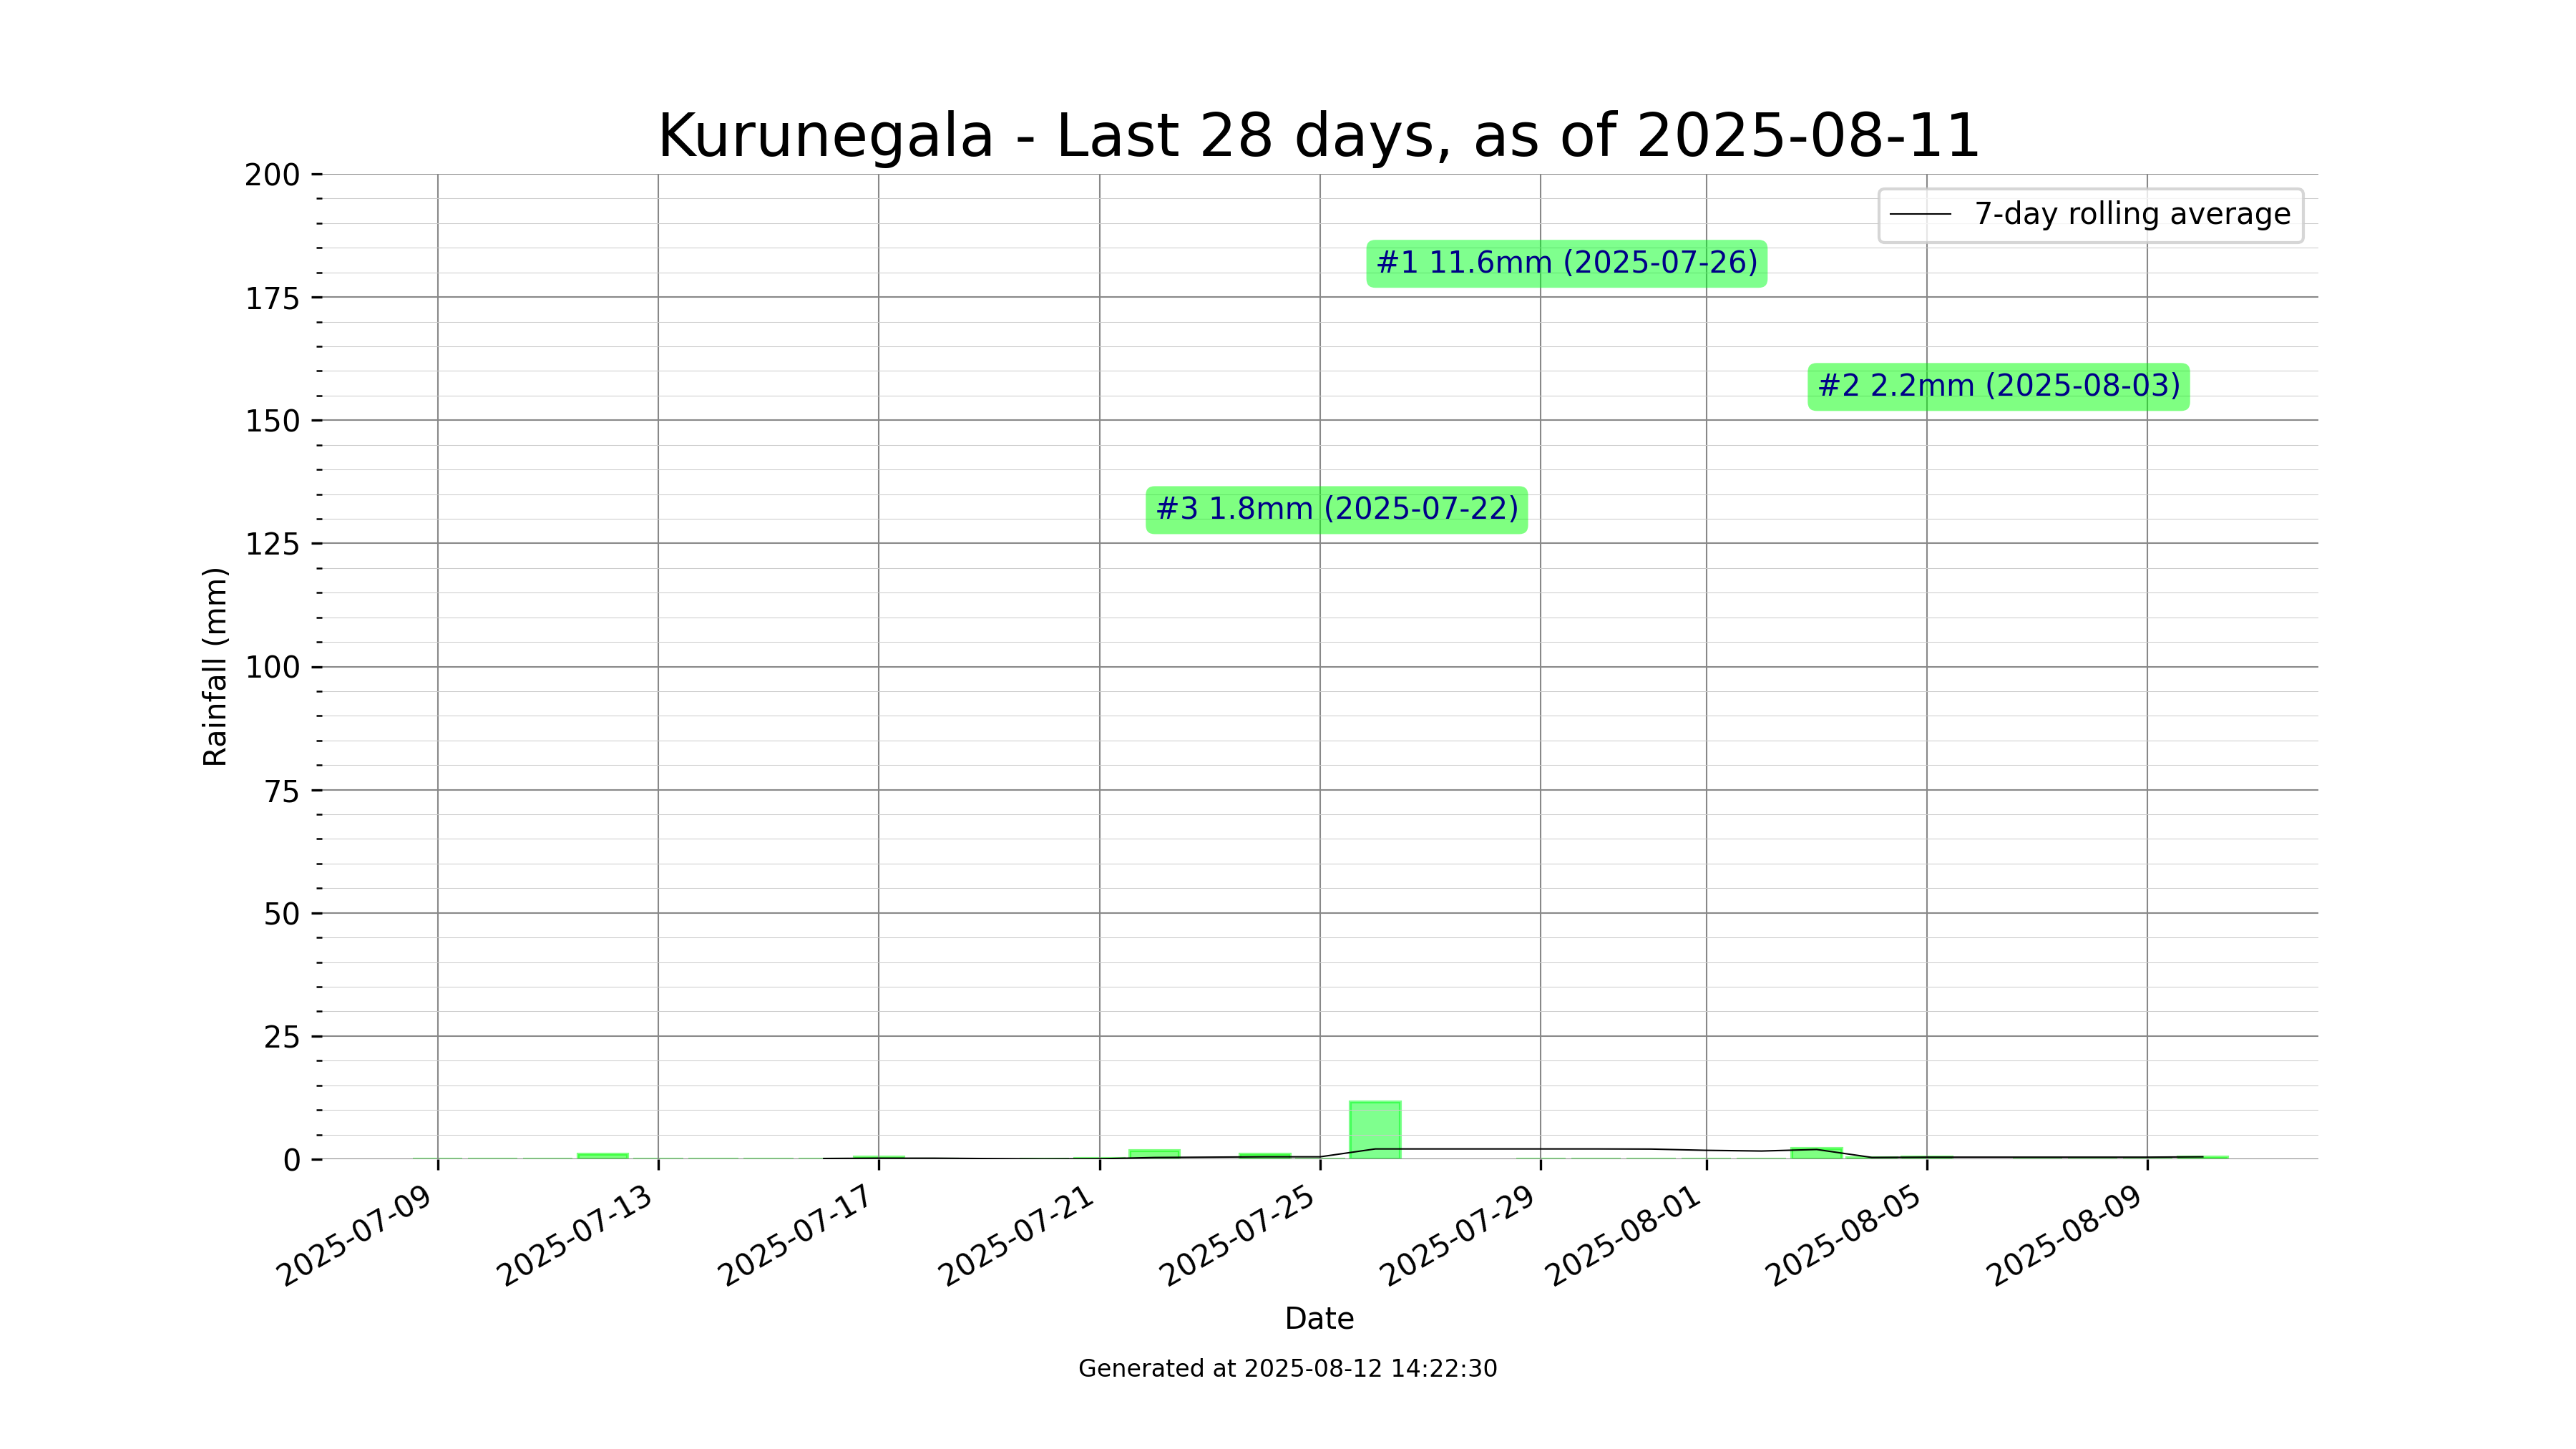 Kurunegala - Last 28 days, as of 2025-08-11
7-day rolling average
#1 11.6mm (2025-07-26)
#2 2.2mm (2025-08-03)
#3 1.8mm (2025-07-22)
Rainfall (mm)
200
175
150
125
100
75
50
25
0
2025-07-09
2025-07-13
2025-07-17
2025-07-21
2025-07-25
2025-07-29
2025-08-01
2025-08-05
2025-08-09
Date
Generated at 2025-08-12 14:22:30